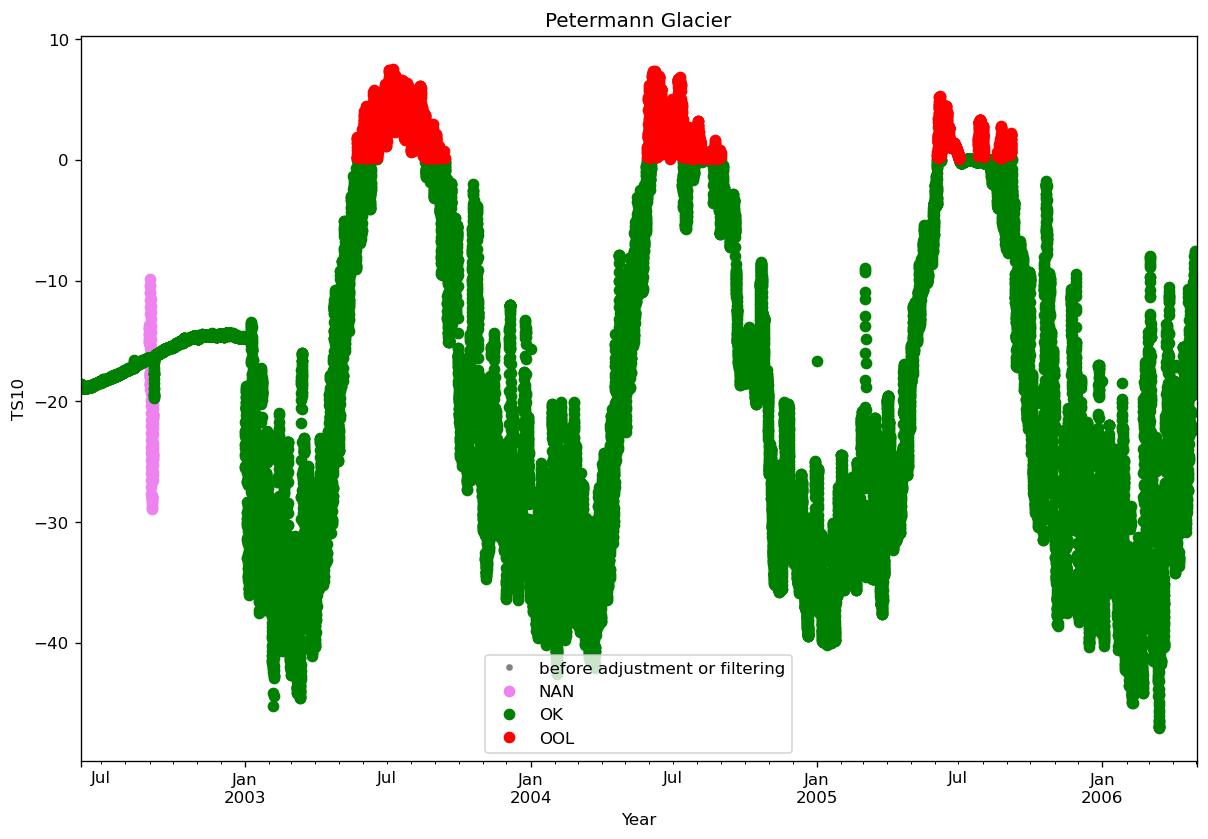 Petermann Glacier
10
0
−10
−20
−30
−40
TS10
before adjustment or filtering
NAN
OK
OOL
Jul Jan Jul Jan Jul Jan Jul Jan
2003 2004 2005 2006
Year